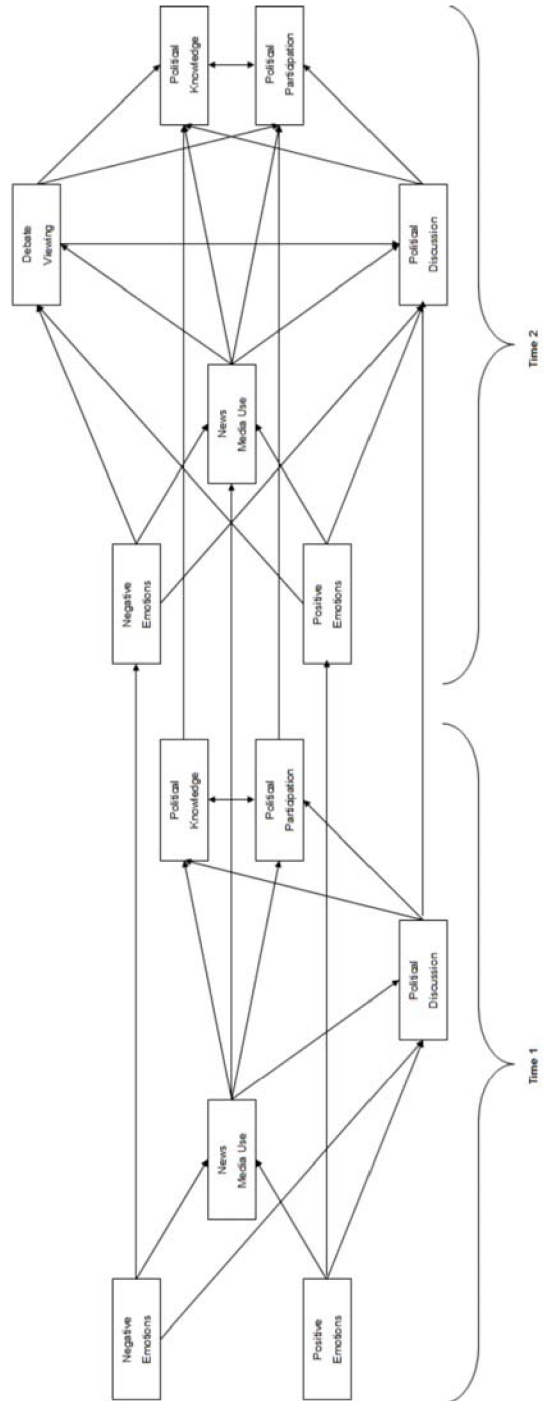 Negative
Emotions
Positive
Emotions
News
Media Use
Political
Discussion
Political
Knowledge
Political
Participation
Time 1
Negative
Emotions
Positive
Emotions
News
Media Use
Debate
Viewing
Political
Discussion
Political
Knowledge
Political
Participation
Time 2